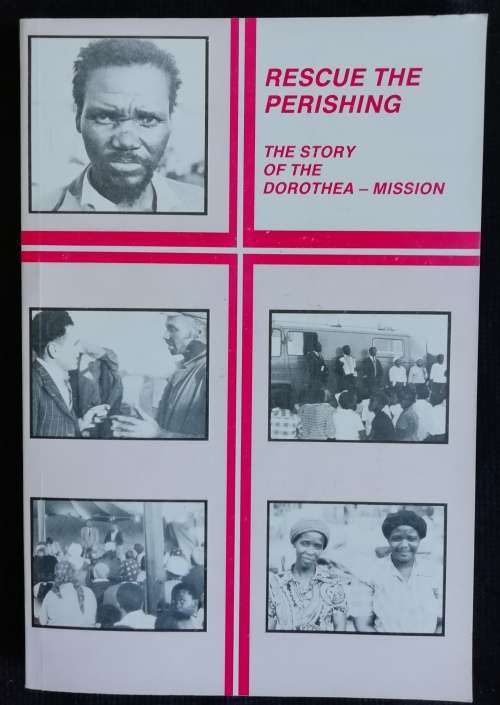 RESCUE THE
PERISHING
THE STORY
OF THE
DOROTHEA – MISSION